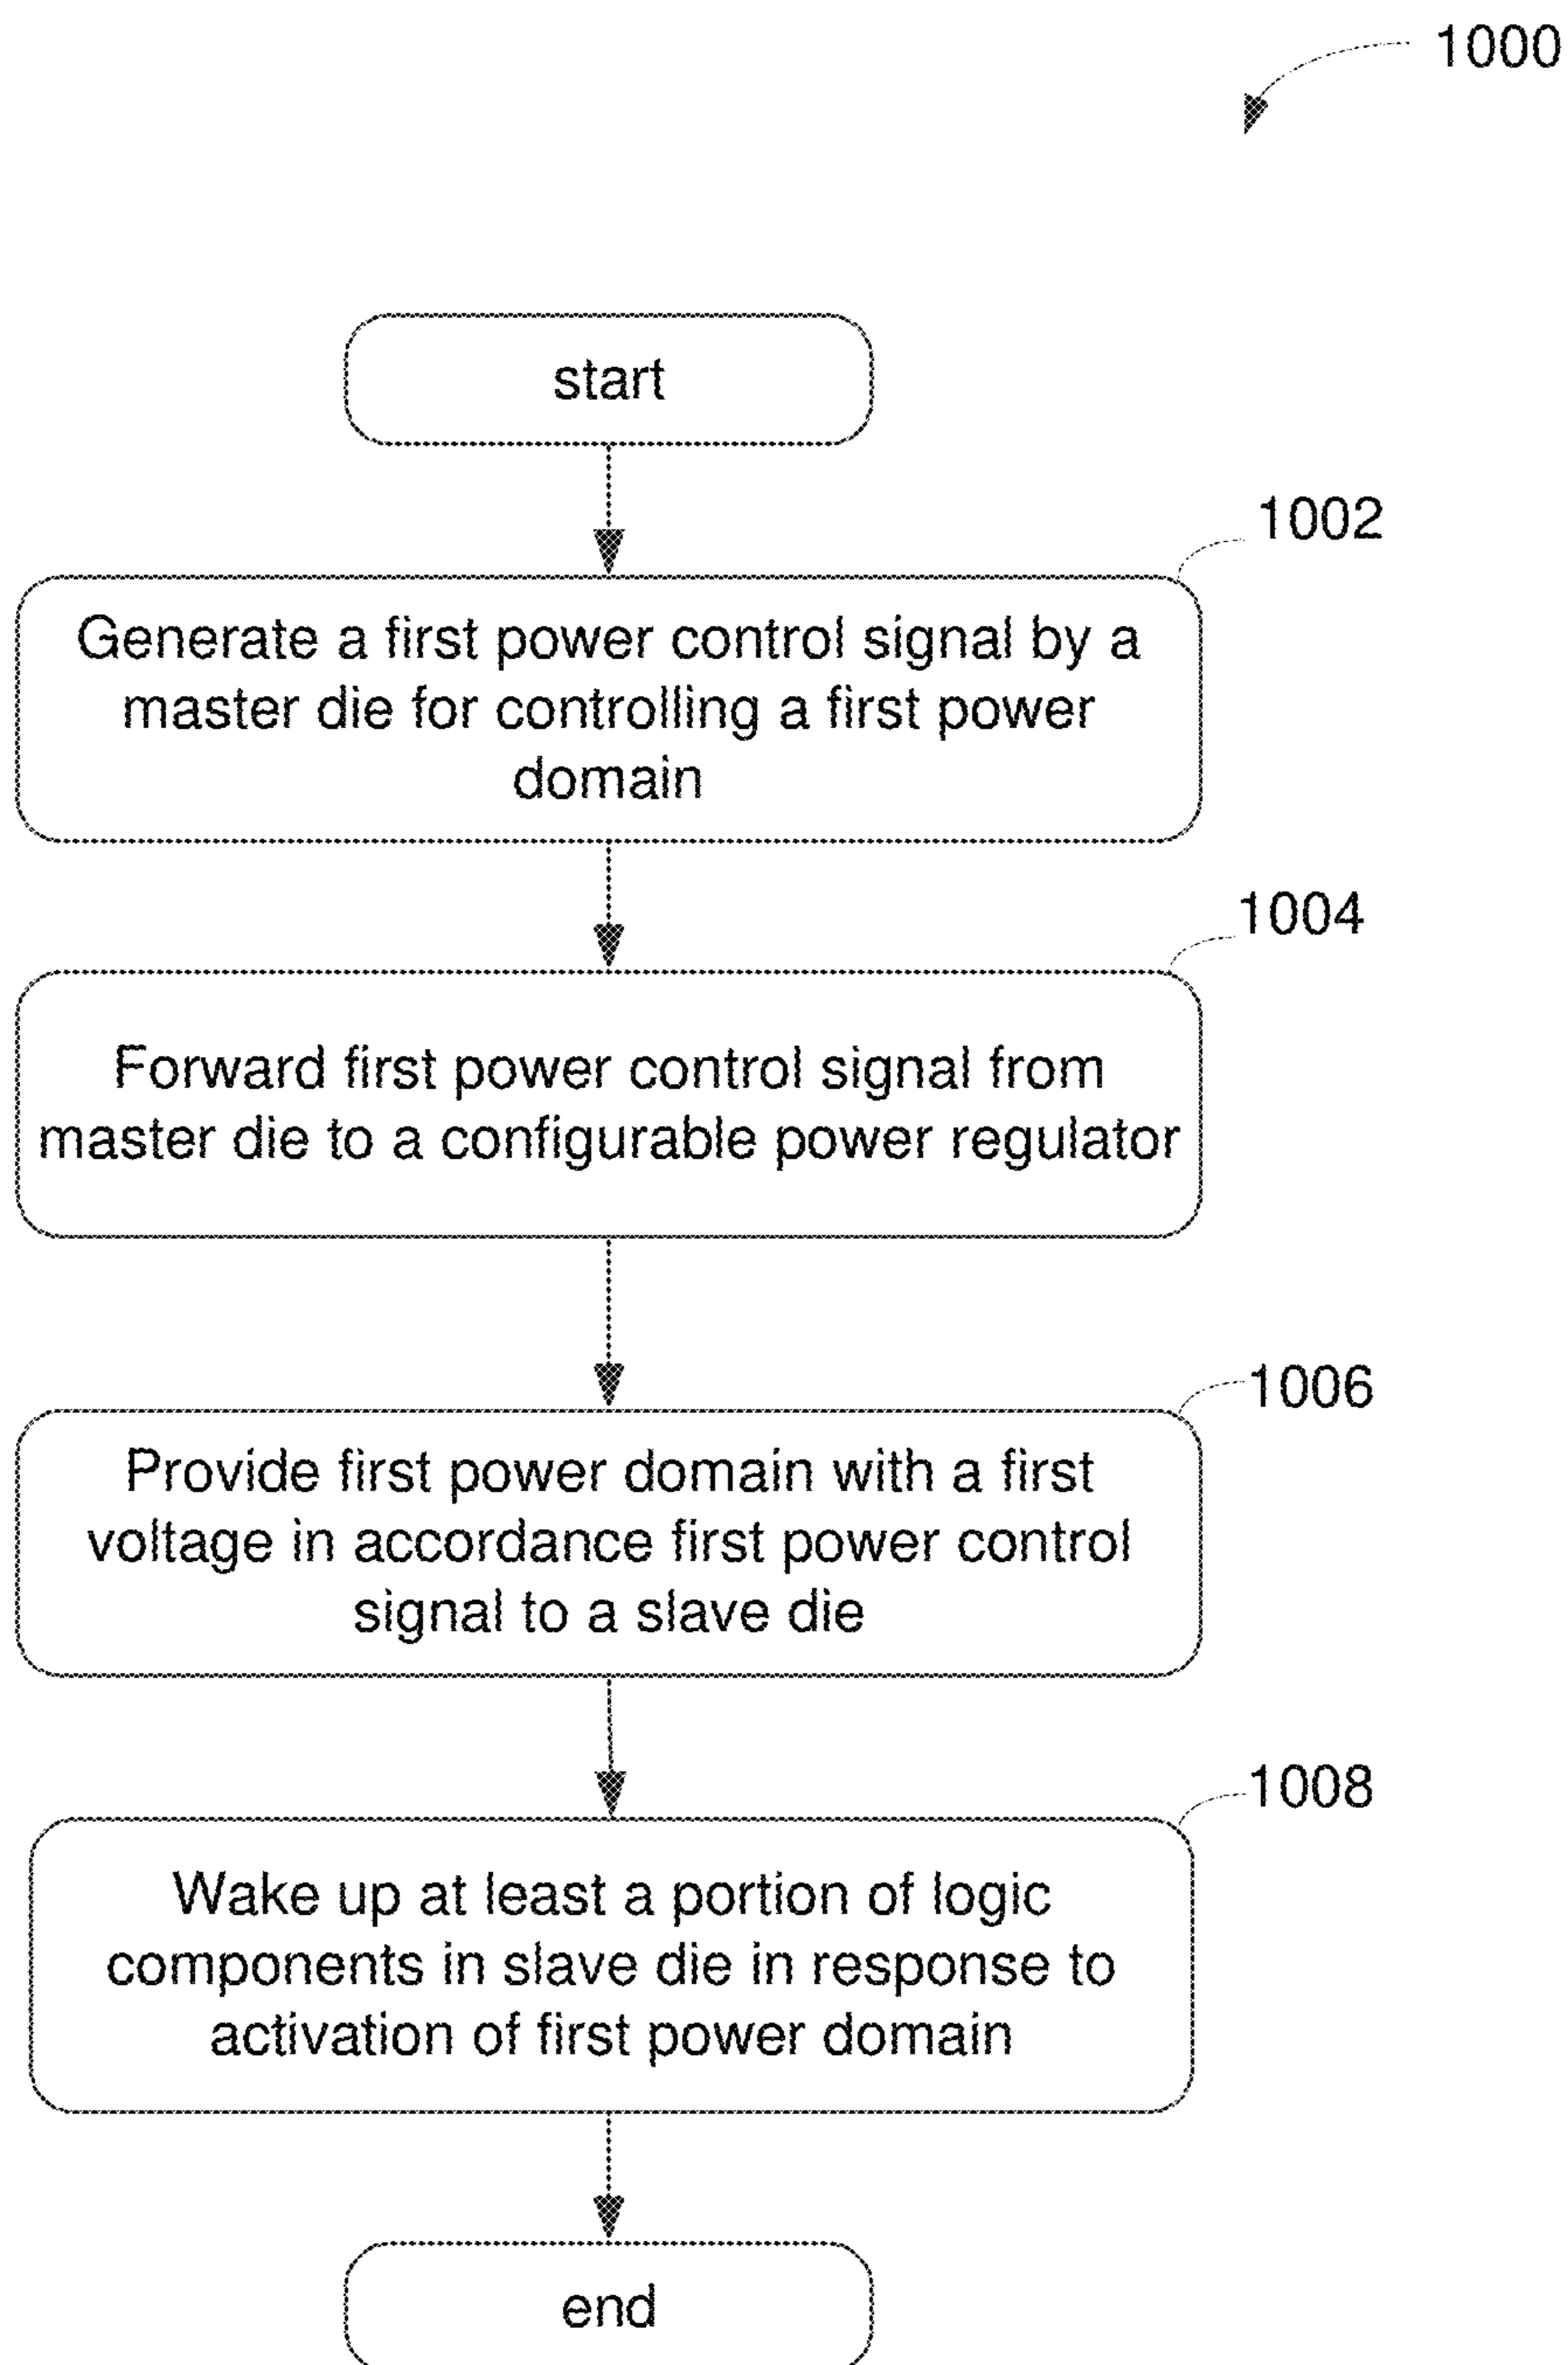 1000
start
1002
Generate a first power control signal by a
master die for controlling a first power
domain
1004
Forward first power control signal from
master die to a configurable power regulator
1006
Provide first power domain with a first
voltage in accordance first power control
signal to a slave die
1008
Wake up at least a portion of logic
components in slave die in response to
activation of first power domain
end